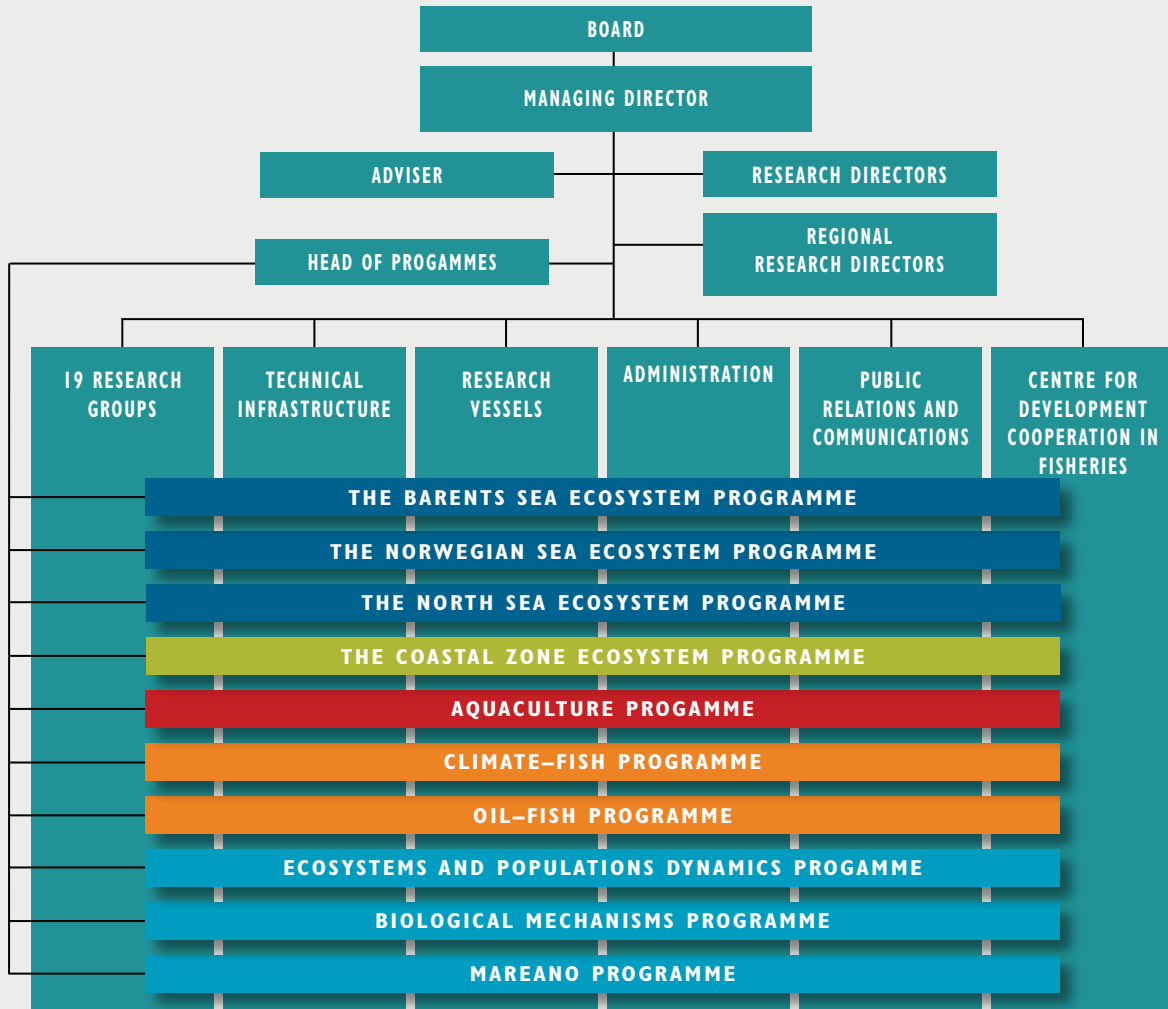 BOARD
MANAGING DIRECTOR
ADVISER
RESEARCH DIRECTORS
REGIONAL
RESEARCH DIRECTORS
HEAD OF PROGAMMES
19 RESEARCH
GROUPS
TECHNICAL
INFRASTRUCTURE
RESEARCH
VESSELS
ADMINISTRATION
PUBLIC
RELATIONS AND
COMMUNICATIONS
CENTRE FOR
DEVELOPMENT
COOPERATION IN
FISHERIES
THE BARENTS SEA ECOSYSTEM PROGRAMME
THE NORWEGIAN SEA ECOSYSTEM PROGRAMME
THE NORTH SEA ECOSYSTEM PROGRAMME
THE COASTAL ZONE ECOSYSTEM PROGRAMME
AQUACULTURE PROGAMME
CLIMATE–FISH PROGRAMME
OIL–FISH PROGRAMME
ECOSYSTEMS AND POPULATIONS DYNAMICS PROGAMME
BIOLOGICAL MECHANISMS PROGRAMME
MAREANO PROGRAMME